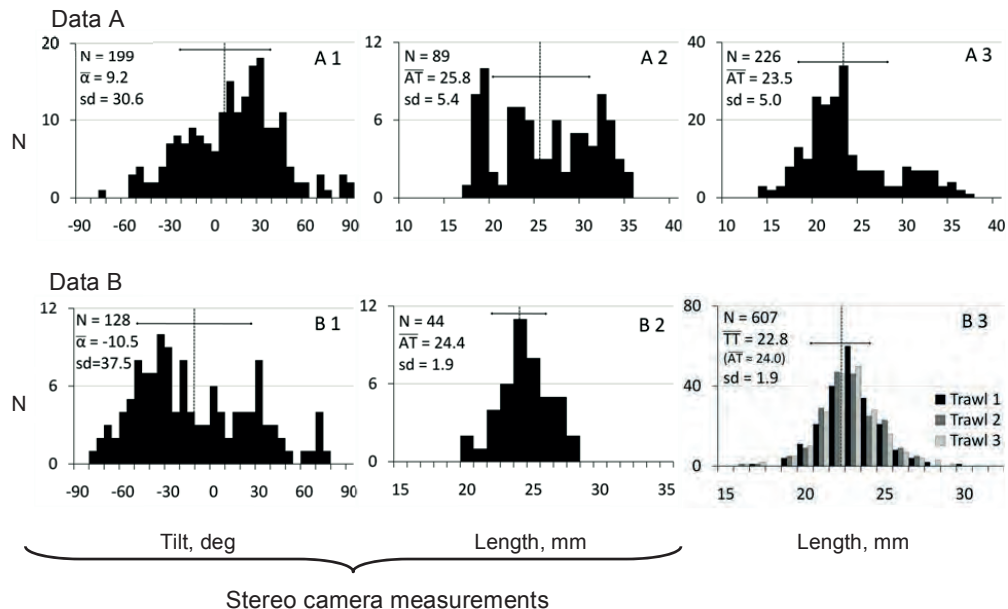 Data A
A 1
N = 199
α̅ = 9.2
sd = 30.6
20
10
0
N
-90 -60 -30 0 30 60 90
A 2
N = 89
A̅T̅ = 25.8
sd = 5.4
12
6
0
10 15 20 25 30 35 40
A 3
N = 226
A̅T̅ = 23.5
sd = 5.0
40
20
0
10 15 20 25 30 35 40
Data B
B 1
N = 128
α̅ = -10.5
sd=37.5
12
6
0
N
-90 -60 -30 0 30 60 90
Tilt, deg
B 2
N = 44
A̅T̅ = 24.4
sd = 1.9
12
6
0
15 20 25 30 35
Length, mm
B 3
N = 607
T̅T̅ = 22.8
(A̅T̅ = 24.0)
sd = 1.9
80
40
0
Trawl 1
Trawl 2
Trawl 3
15 20 25 30
Length, mm
Stereo camera measurements